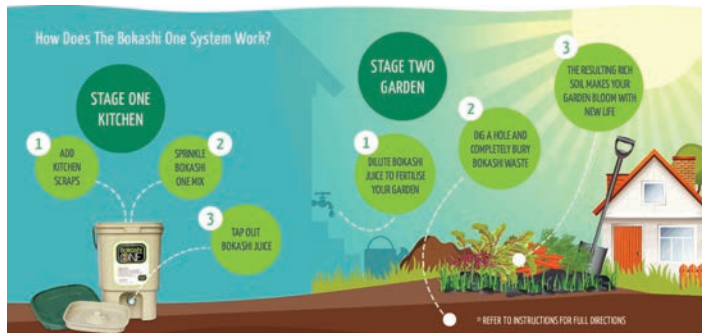 How Does The Bokashi One System Work?
STAGE ONE
KITCHEN
1
ADD
KITCHEN
SCRAPS
SPRINKLE
BOKASHI
ONE MIX
2
3
TAP OUT
BOKASHI JUICE
bokashi
ONE
STAGE TWO
GARDEN
1
DILUTE BOKASHI
JUICE TO FERTILISE
YOUR GARDEN
2
DIG A HOLE AND
COMPLETELY BURY
BOKASHI WASTE
3
THE RESULTING RICH
SOIL MAKES YOUR
GARDEN BLOOM WITH
NEW LIFE
* REFER TO INSTRUCTIONS FOR FULL DIRECTIONS